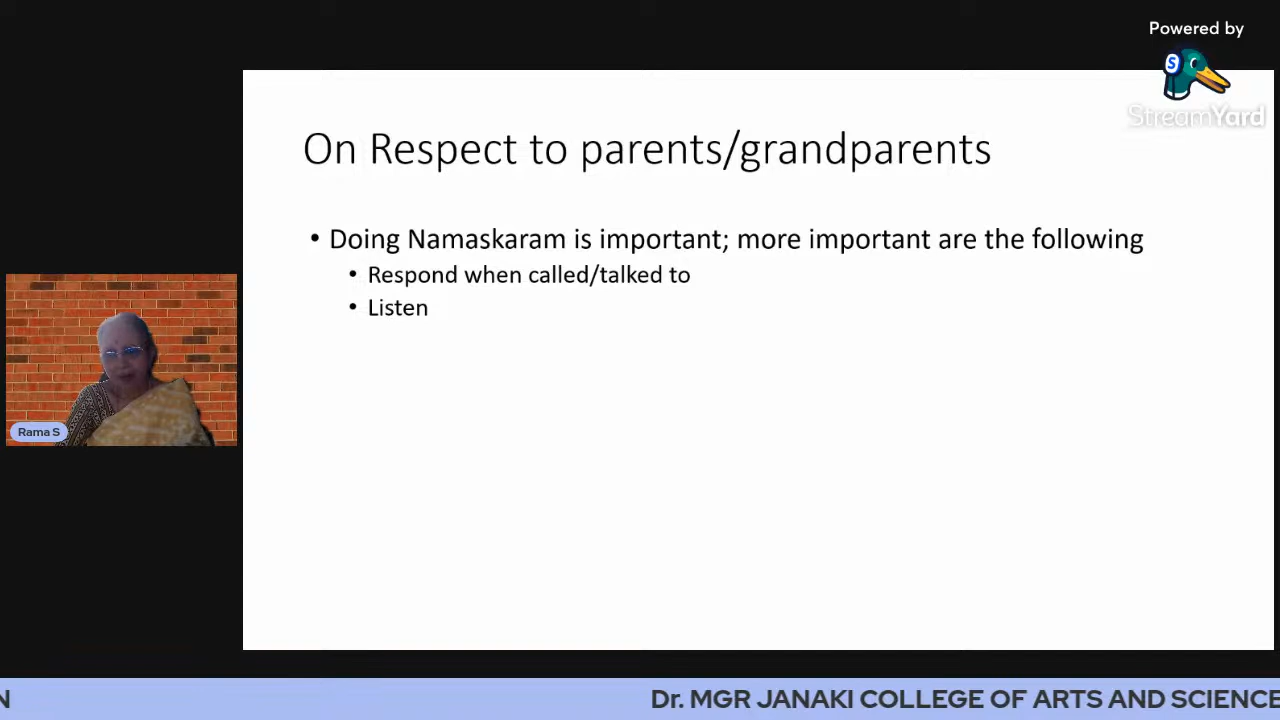 Powered by
StreamYard
On Respect to parents/grandparents
• Doing Namaskaram is important; more important are the following
• Respond when called/talked to
• Listen
Rama S
N
Dr. MGR JANAKI COLLEGE OF ARTS AND SCIENCE